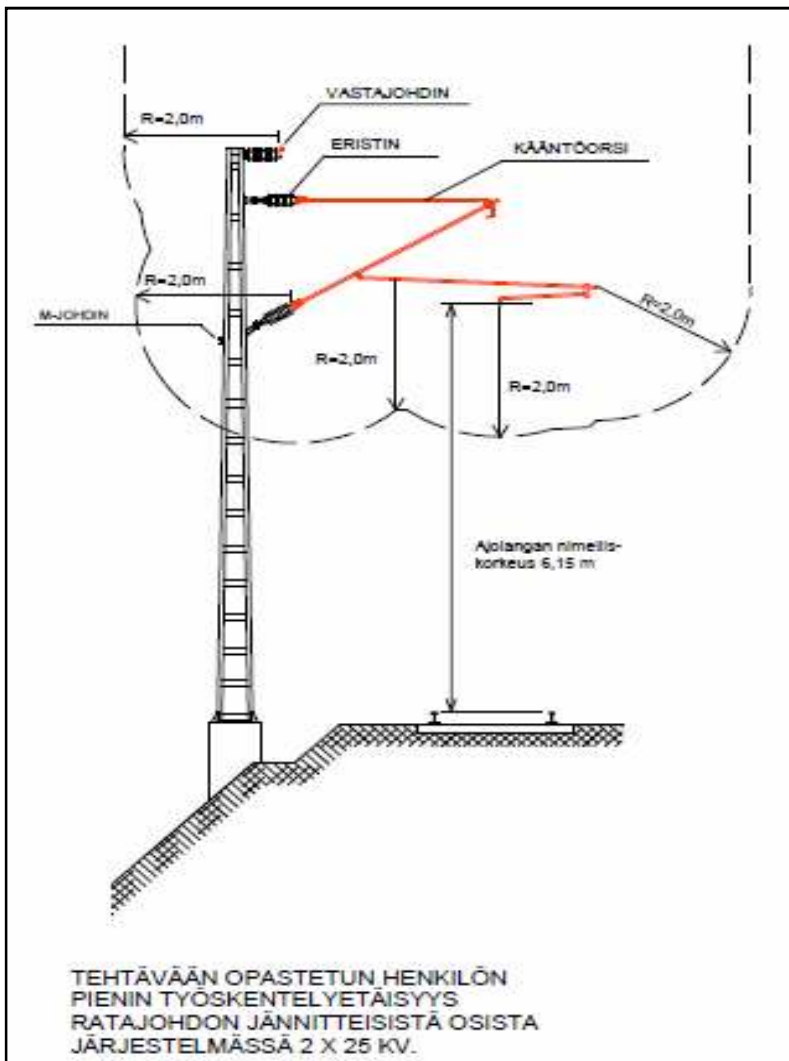 VASTAJOHDIN
R=2,0m
ERISTIN
KÄÄNTÖORSI
R=2,0m
R=2,0m
M-JOHDIN
R=2,0m
R=2,0m
Ajolangan nimellis-
korkeus 6,15 m
TEHTÄVÄÄN OPASTETUN HENKILÖN
PIENIN TYÖSKENTELYETÄISYYS
RATAJOHDON JÄNNITTEISISTÄ OSISTA
JÄRJESTELMÄSSÄ 2 X 25 KV.